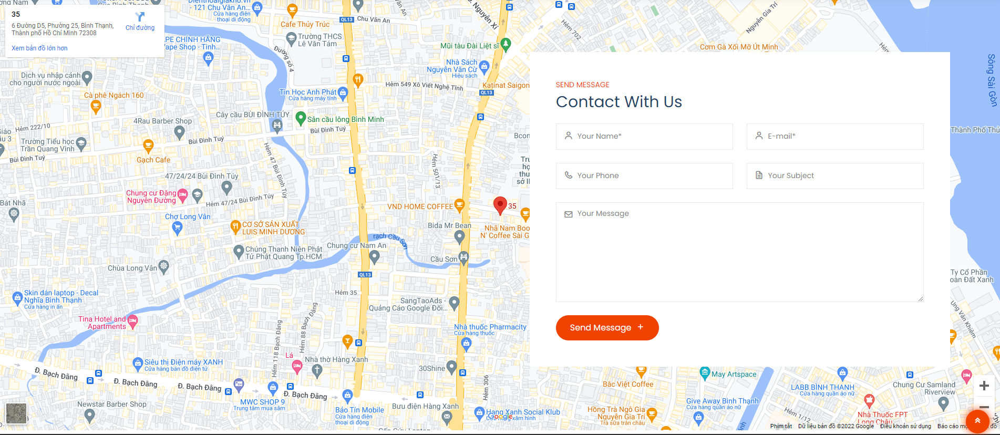 35
6 Đường D5, Phường 25, Bình Thạnh,
Thành phố Hồ Chí Minh 72308
Chỉ đường
Xem bản đồ lớn hơn
- 121 Chu Văn An...
Cửa hàng điện
thoại di động
Cafe Thủy Trúc
QL13
Chu Văn An
Đ. Nguyễn Xí
Hẻm 702
Nguyễn Gia Trí
Trường THCS
Lê Văn Tám
APE CHÍNH HÃNG
Vape Shop - Tinh...
Đường số 4
Mũi tàu Đài Liệt sĩ
Cơm Gà Xối Mỡ Út Minh
Hẻm
Sông Sài Gòn
Nhà Sách
Nguyễn Văn Cừ
Hiệu sách
Dịch vụ nhập cảnh
cho người nước ngoài
Hẻm 549 Xô Viết Nghệ Tĩnh
Katinat Saigon
QL13
Cà phê Ngách 160
Tin Học Anh Phát
Cửa hàng máy tính
SEND MESSAGE
Contact With Us
Cây cầu BÙI ĐÌNH TÚY
Sân cầu lông Bình Minh
4Rau Barber Shop
Hẻm 222/10
Bùi Đình Tuý
Thành Phố Thủ
Your Name*
E-mail*
Trường Tiểu học
Trần Quang Vinh
Bùi Đình Tuý
Gạch Cafe
Bùi Đình Tuý
Hẻm 47 Bùi Đình Túy
Hẻm 501/13
Your Phone
Your Subject
47/24/24 Bùi Đình Túy
Chung cư Đặng
Nguyên Đường
Hẻm 47/24 Bùi Đình Túy
Bát Nhã
VND HOME COFFEE
35
Your Message
Chợ Long Vân
CƠ SỞ SẢN XUẤT
LUIS MINH DƯƠNG
Bida Mr Bean
Nhã Nam Boo
N' Coffee Sài G
rạch Cầu Sơn
Chúng Thanh Niên Phật
Tử Phật Quang Tp.HCM
Chung cư Nam An
Cầu Sơn
Chùa Long Vân
QL13
Ty Cổ Phần
oàn Đất Xanh
Skin dán laptop - Decal
Nghĩa Bình Thạnh
Cửa hàng in ấn
Hẻm 35
SangTaoAds -
Quảng Cáo Google Đối...
Tina Hotel and
Apartments
Hẻm 118 Bạch Đằng
Hẻm 88 Bạch Đằng
Nhà thuốc Pharmacity
Cửa hàng thuốc
Send Message +
Ung Văn Khiêm
Lá
Nhà thờ Hàng Xanh
Siêu thị Điện máy XANH
Cửa hàng bán đồ điện tử
30Shine
Hẻm 306
Đ. Bạch Đằng
Đ. Bạch Đằng
Đ. Bạch Đằng
Đ. Bạch Đằng
Bắc Việt Coffee
May Artspace
LABB BÌNH THẠNH
Cửa hàng quần áo nữ
Chung Cư Samland
Riverview
MWC SHOP 9
Trung tâm mua sắm
Newstar Barber Shop
Bảo Tín Mobile
Cửa hàng điện
thoại di động
Bưu điện Hàng Xanh
Hang Xanh Social Klub
Cửa hàng xăm hình
Google
Hồng Trà Ngô Gia
Nguyễn Gia Trí
Trà sữa trân châu
Give Away Bình Thạnh
Cửa hàng quần áo nữ
Hẻm 1/12
Nhà Thuốc FPT
Long Châu
Phím tắt
Dữ liệu bản đồ ©2022 Google
Điều khoản sử dụng